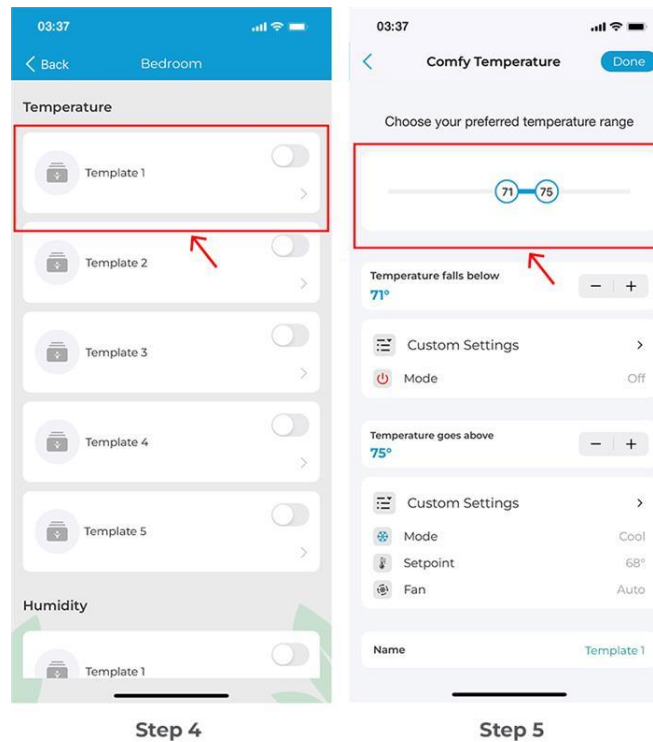 03:37
Back Bedroom
Temperature
Template 1
Template 2
Template 3
Template 4
Template 5
Humidity
Template 1
Step 4
03:37
Comfy Temperature Done
Choose your preferred temperature range
71 75
Temperature falls below
71° − +
Custom Settings
Mode Off
Temperature goes above
75° − +
Custom Settings
Mode Cool
Setpoint 68°
Fan Auto
Name Template 1
Step 5